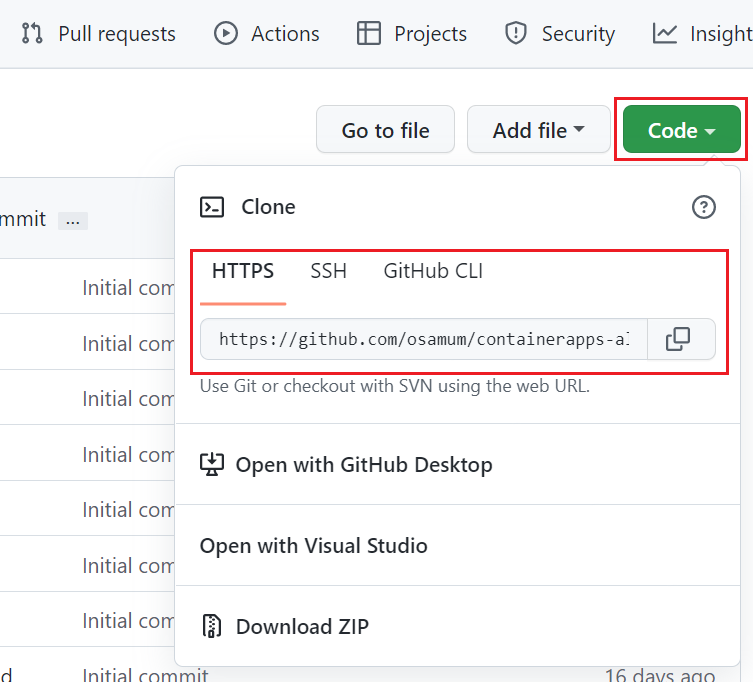 Pull requests Actions Projects Security Insight
Go to file Add file Code
Clone
mmit ...
HTTPS SSH GitHub CLI
Initial com
https://github.com/osamum/containerapps-a
Initial com
Use Git or checkout with SVN using the web URL.
Initial com
Initial com
Open with GitHub Desktop
Initial com
Open with Visual Studio
Initial com
Initial com
Download ZIP
d Initial commit 16 days ago